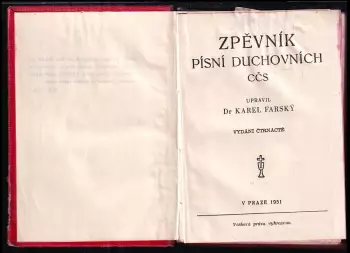 ZPĚVNÍK
PÍSNÍ DUCHOVNÍCH
CČS
UPRAVIL
Dr KAREL FARSKÝ
VYDÁNÍ ČTRNÁCTÉ
V PRAZE 1951
Veškerá práva vyhrazena.